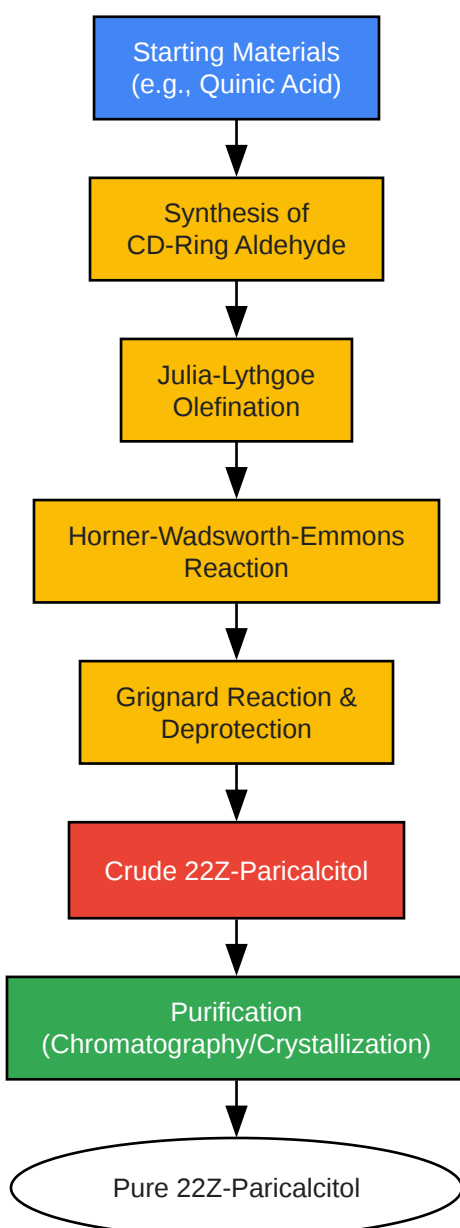 Starting Materials
(e.g., Quinic Acid)
Synthesis of
CD-Ring Aldehyde
Julia-Lythgoe
Olefination
Horner-Wadsworth-Emmons
Reaction
Grignard Reaction &
Deprotection
Crude 22Z-Paricalcitol
Purification
(Chromatography/Crystallization)
Pure 22Z-Paricalcitol